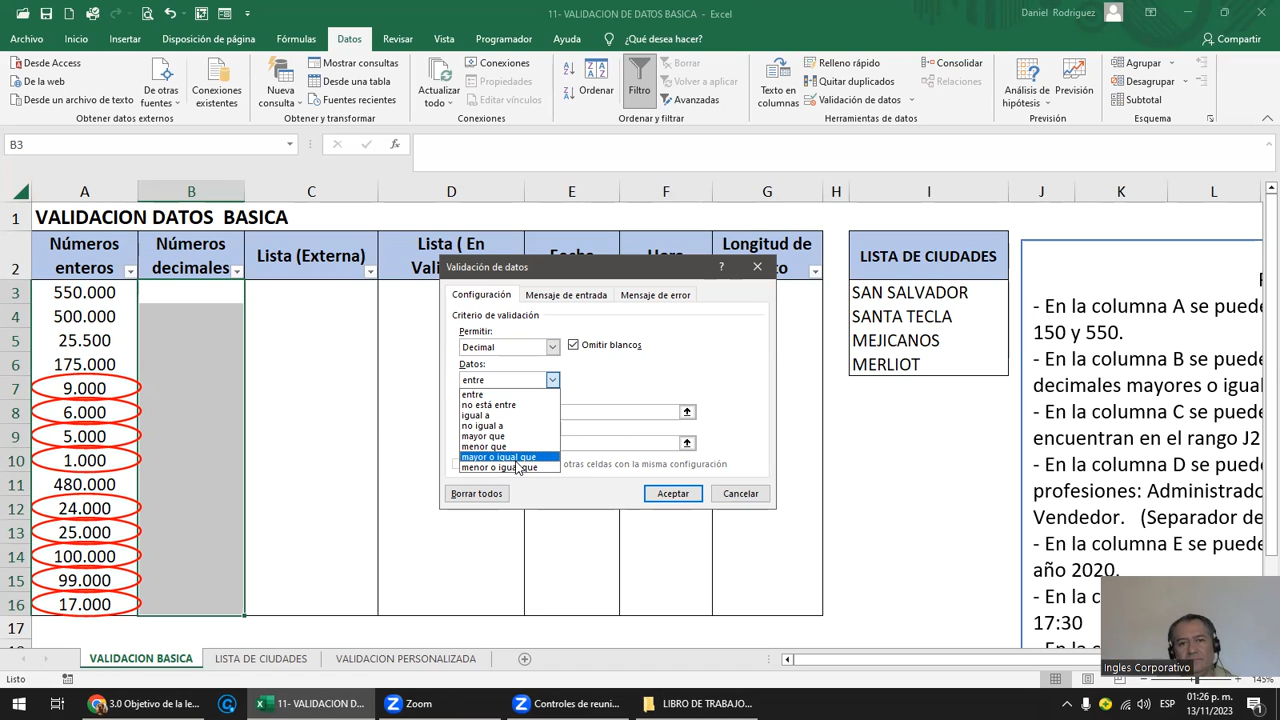 11- VALIDACION DE DATOS BASICA - Excel
Daniel Rodriguez
Archivo Inicio Insertar Disposición de página Fórmulas Datos Revisar Vista Programador Ayuda ¿Qué desea hacer? Compartir
Desde Access
De la web
Desde un archivo de texto
De otras fuentes
Conexiones existentes
Obtener datos externos
Nueva consulta
Mostrar consultas
Desde una tabla
Fuentes recientes
Obtener y transformar
Actualizar todo
Conexiones
Propiedades
Editar vínculos
Conexiones
Ordenar
Filtro
Borrar
Volver a aplicar
Avanzadas
Ordenar y filtrar
Texto en columnas
Relleno rápido
Quitar duplicados
Validación de datos
Consolidar
Relaciones
Herramientas de datos
Análisis de hipótesis
Previsión
Previsión
Agrupar
Desagrupar
Subtotal
Esquema
B3
fx
A B C D E F G H I J K L
1 VALIDACION DATOS BASICA
2 Números enteros
Números decimales
Lista (Externa)
Lista ( En
Longitud de
LISTA DE CIUDADES
3 550.000 SAN SALVADOR
4 500.000 SANTA TECLA
5 25.500 MEJICANOS
6 175.000 MERLIOT
7 9.000
8 6.000
9 5.000
10 1.000
11 480.000
12 24.000
13 25.000
14 100.000
15 99.000
16 17.000
17
Validación de datos
?
Configuración Mensaje de entrada Mensaje de error
Criterio de validación
Permitir:
Decimal
Omitir blancos
Datos:
entre
entre
no está entre
igual a
no igual a
mayor que
menor que
mayor o igual que
menor o igual que
otras celdas con la misma configuración
Borrar todos Aceptar Cancelar
- En la columna A se puede
150 y 550.
- En la columna B se puede
decimales mayores o igual
- En la columna C se puede
encuentran en el rango J2
- En la columna D se puede
profesiones: Administrado
Vendedor. (Separador de
- En la columna E se puede
año 2020.
- En la c
17:30
Ingles Corporativo
VALIDACION BASICA LISTA DE CIUDADES VALIDACION PERSONALIZADA
Listo
145%
3.0 Objetivo de la le...
11- VALIDACION D...
Zoom
Controles de reuni...
LIBRO DE TRABAJO...
ESP
01:26 p. m.
13/11/2023